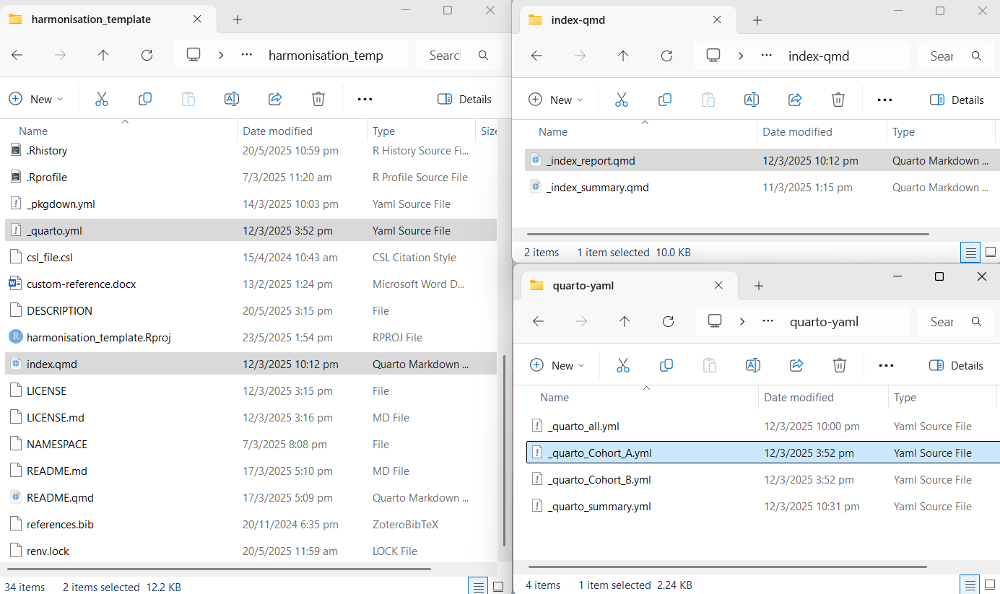 harmonisation_template
harmonisation_temp
Searc
New
Details
Name Date modified Type Size
.Rhistory 20/5/2025 10:59 pm R History Source Fi...
.Rprofile 7/3/2025 11:20 am R Profile Source File
_pkgdown.yml 14/3/2025 10:03 pm Yaml Source File
_quarto.yml 12/3/2025 3:52 pm Yaml Source File
csl_file.csl 15/4/2024 10:43 am CSL Citation Style
custom-reference.docx 13/2/2025 1:24 pm Microsoft Word D...
DESCRIPTION 20/5/2025 3:15 pm File
harmonisation_template.Rproj 23/5/2025 1:54 pm RPROJ File
index.qmd 12/3/2025 10:12 pm Quarto Markdown ...
LICENSE 12/3/2025 3:15 pm File
LICENSE.md 12/3/2025 3:16 pm MD File
NAMESPACE 7/3/2025 8:08 pm File
README.md 17/3/2025 5:10 pm MD File
README.qmd 17/3/2025 5:09 pm Quarto Markdown ...
references.bib 20/11/2024 6:35 pm ZoteroBibTeX
renv.lock 20/5/2025 11:59 am LOCK File
34 items 2 items selected 12.2 KB
index-qmd
index-qmd
Sear
New
Details
Name Date modified Type
_index_report.qmd 12/3/2025 10:12 pm Quarto Markdown ...
_index_summary.qmd 11/3/2025 1:15 pm Quarto Markdown ...
2 items 1 item selected 10.0 KB
quarto-yaml
quarto-yaml
Sear
New
Details
Name Date modified Type
_quarto_all.yml 12/3/2025 10:00 pm Yaml Source File
_quarto_Cohort_A.yml 12/3/2025 3:52 pm Yaml Source File
_quarto_Cohort_B.yml 12/3/2025 3:52 pm Yaml Source File
_quarto_summary.yml 12/3/2025 10:31 pm Yaml Source File
4 items 1 item selected 2.24 KB